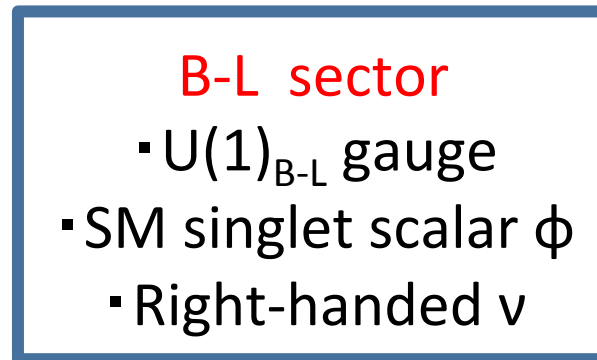 B-L sector
▪U(1)B-L gauge
▪SM singlet scalar ϕ
▪Right-handed ν